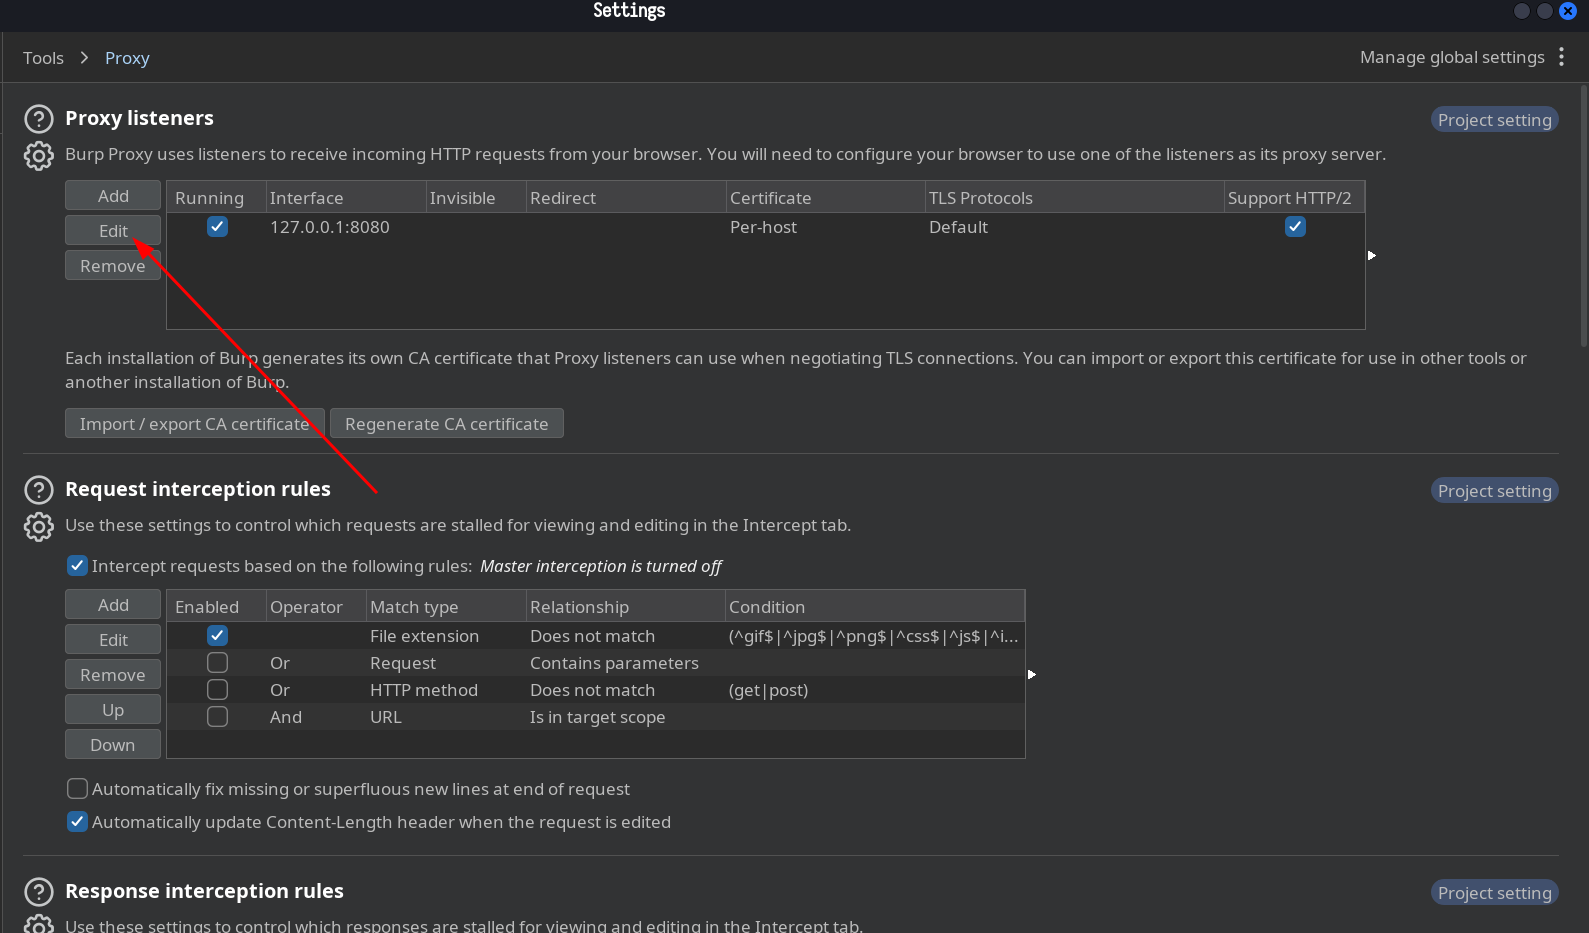 Settings
Tools > Proxy
Manage global settings
Proxy listeners
Project setting
Burp Proxy uses listeners to receive incoming HTTP requests from your browser. You will need to configure your browser to use one of the listeners as its proxy server.
Add
Edit
Remove
Running Interface Invisible Redirect Certificate TLS Protocols Support HTTP/2
127.0.0.1:8080 Per-host Default
Each installation of Burp generates its own CA certificate that Proxy listeners can use when negotiating TLS connections. You can import or export this certificate for use in other tools or
another installation of Burp.
Import / export CA certificate Regenerate CA certificate
Request interception rules
Project setting
Use these settings to control which requests are stalled for viewing and editing in the Intercept tab.
Intercept requests based on the following rules: Master interception is turned off
Add
Edit
Remove
Up
Down
Enabled Operator Match type Relationship Condition
File extension Does not match (^gif$|^jpg$|^png$|^css$|^js$|^i...
Or Request Contains parameters
Or HTTP method Does not match (get|post)
And URL Is in target scope
Automatically fix missing or superfluous new lines at end of request
Automatically update Content-Length header when the request is edited
Response interception rules
Project setting
Use these settings to control which responses are stalled for viewing and editing in the Intercept tab.